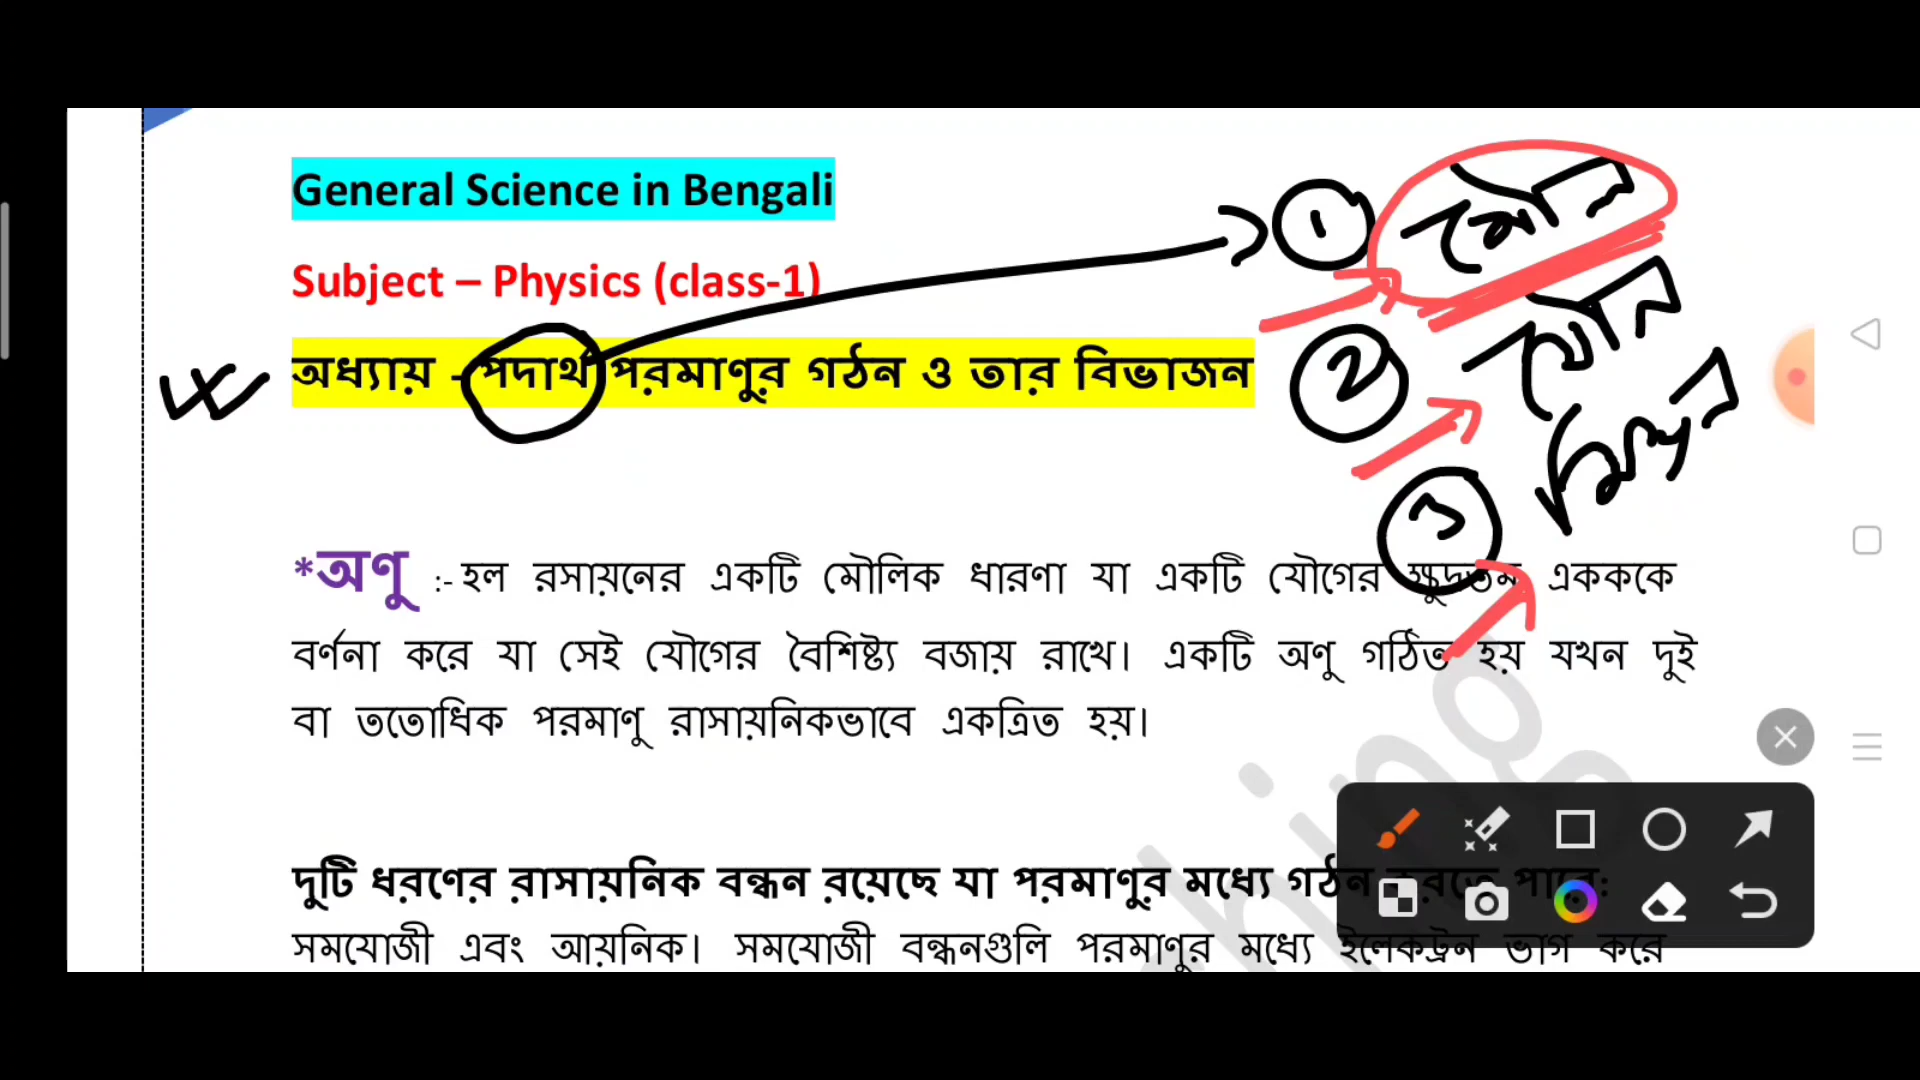 General Science in Bengali
Subject – Physics (class-1)
অধ্যায় - পদার্থ পরমাণুর গঠন ও তার বিভাজন
১ মৌল
২ যৌগ
৩ মিশ্র
*অণু :- হল রসায়নের একটি মৌলিক ধারণা যা একটি যৌগের ক্ষুদ্রতম একককে
বর্ণনা করে যা সেই যৌগের বৈশিষ্ট্য বজায় রাখে। একটি অণু গঠিত হয় যখন দুই
বা ততোধিক পরমাণু রাসায়নিকভাবে একত্রিত হয়।
দুটি ধরণের রাসায়নিক বন্ধন রয়েছে যা পরমাণুর মধ্যে গঠন করতে পারে:
সমযোজী এবং আয়নিক। সমযোজী বন্ধনগুলি পরমাণুর মধ্যে ইলেকট্রন ভাগ করে